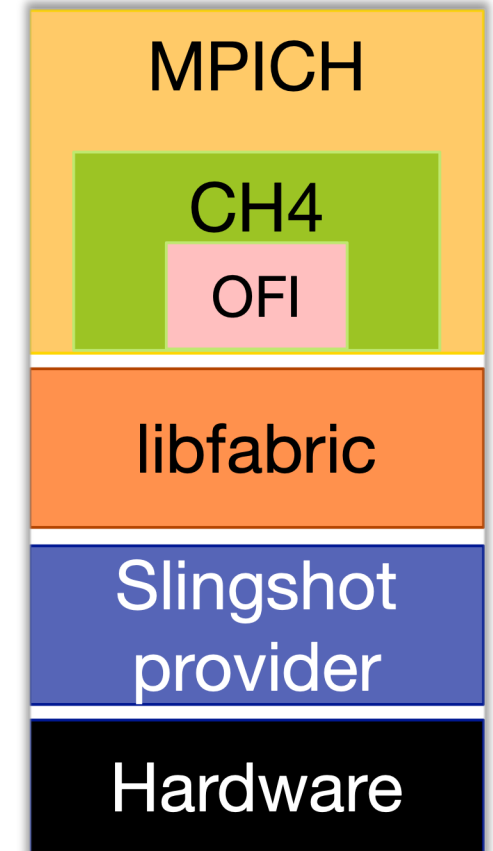 MPICH
CH4
OFI
libfabric
Slingshot
provider
Hardware